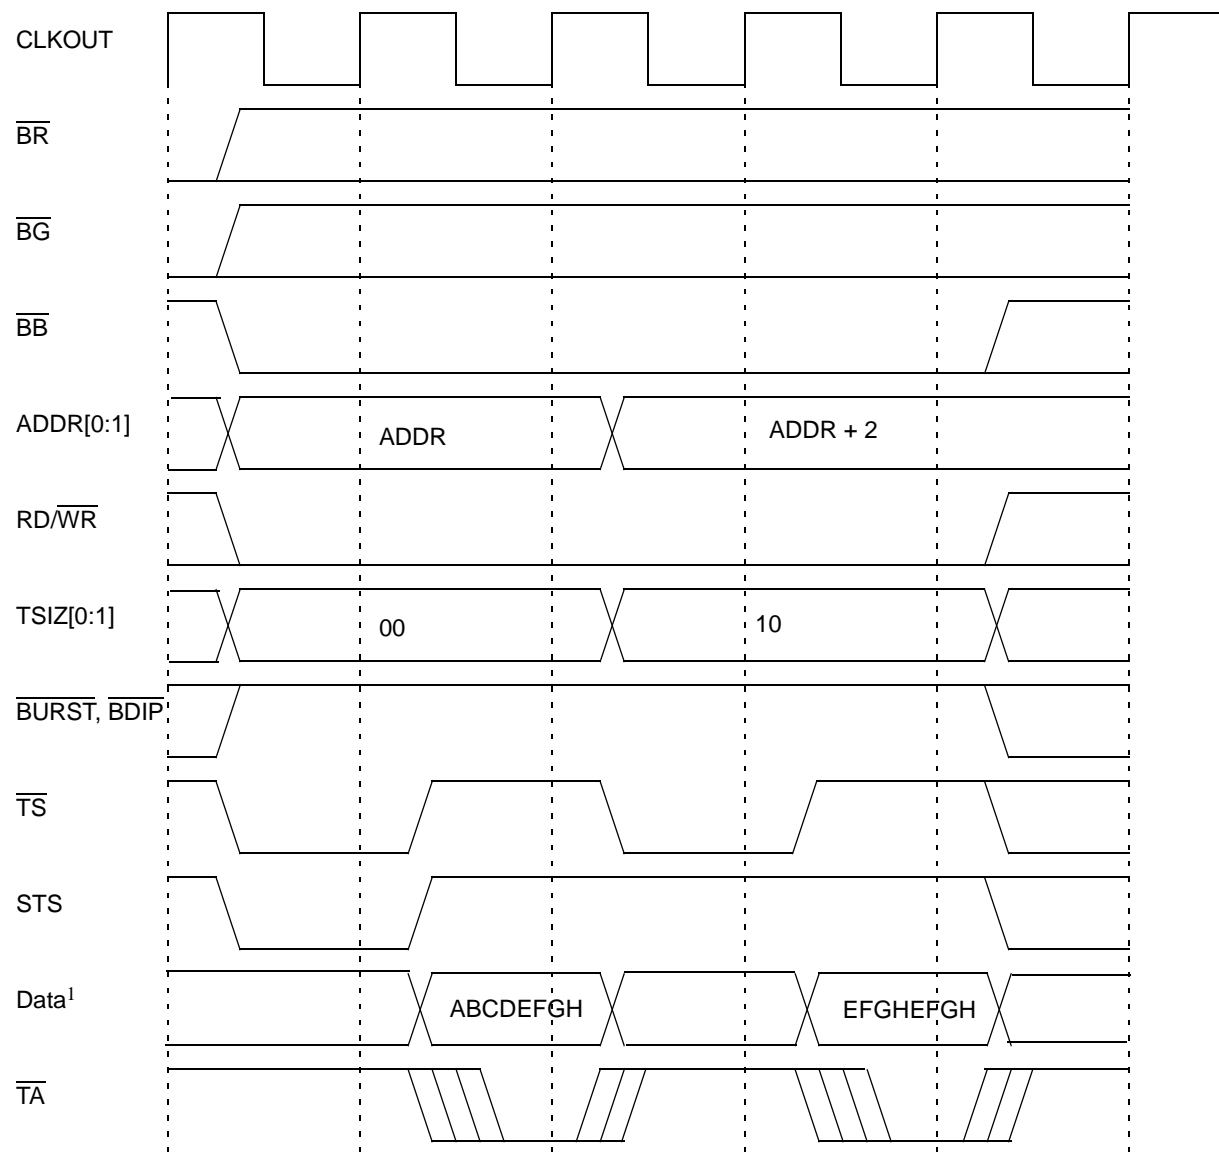 CLKOUT
BR
BG
BB
ADDR[0:1] ADDR ADDR + 2
RD/WR
TSIZ[0:1] 00 10
BURST, BDIP
TS
STS
Data1 ABCDEFGH EFGHEFGH
TA